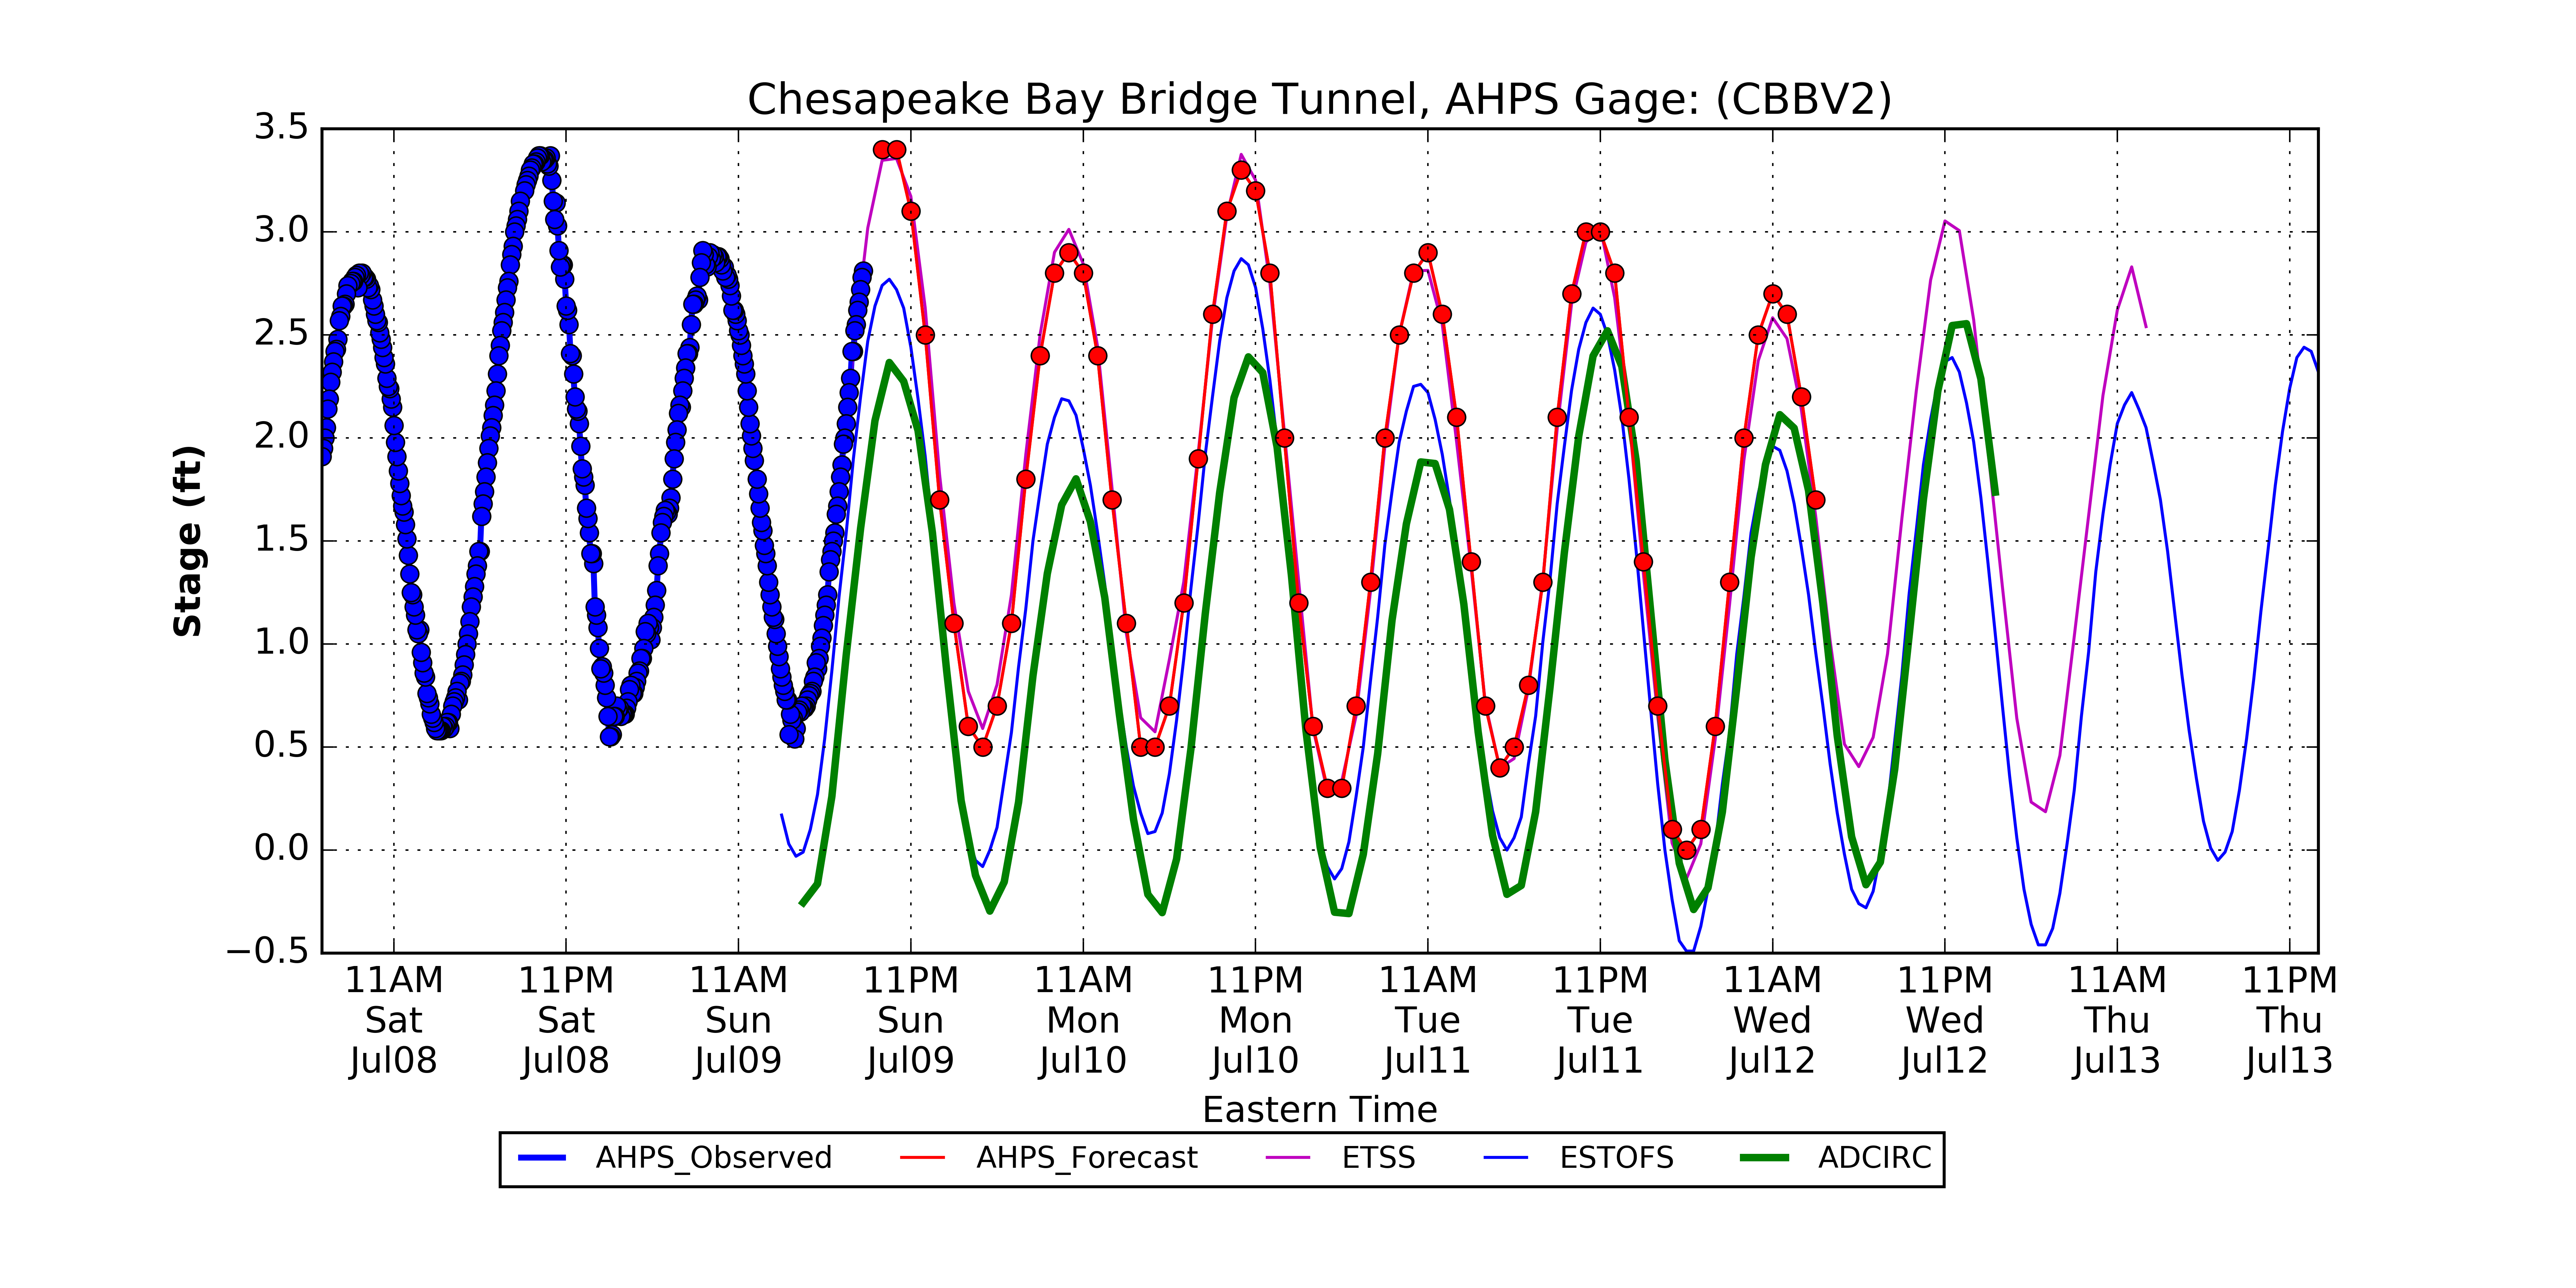 Chesapeake Bay Bridge Tunnel, AHPS Gage: (CBBV2)
3.5
3.0
2.5
2.0
1.5
1.0
0.5
0.0
−0.5
Stage (ft)
11AM 11PM 11AM 11PM 11AM 11PM 11AM 11PM 11AM 11PM 11AM 11PM
Sat Sat Sun Sun Mon Mon Tue Tue Wed Wed Thu Thu
Jul08 Jul08 Jul09 Jul09 Jul10 Jul10 Jul11 Jul11 Jul12 Jul12 Jul13 Jul13
Eastern Time
AHPS_Observed AHPS_Forecast ETSS ESTOFS ADCIRC